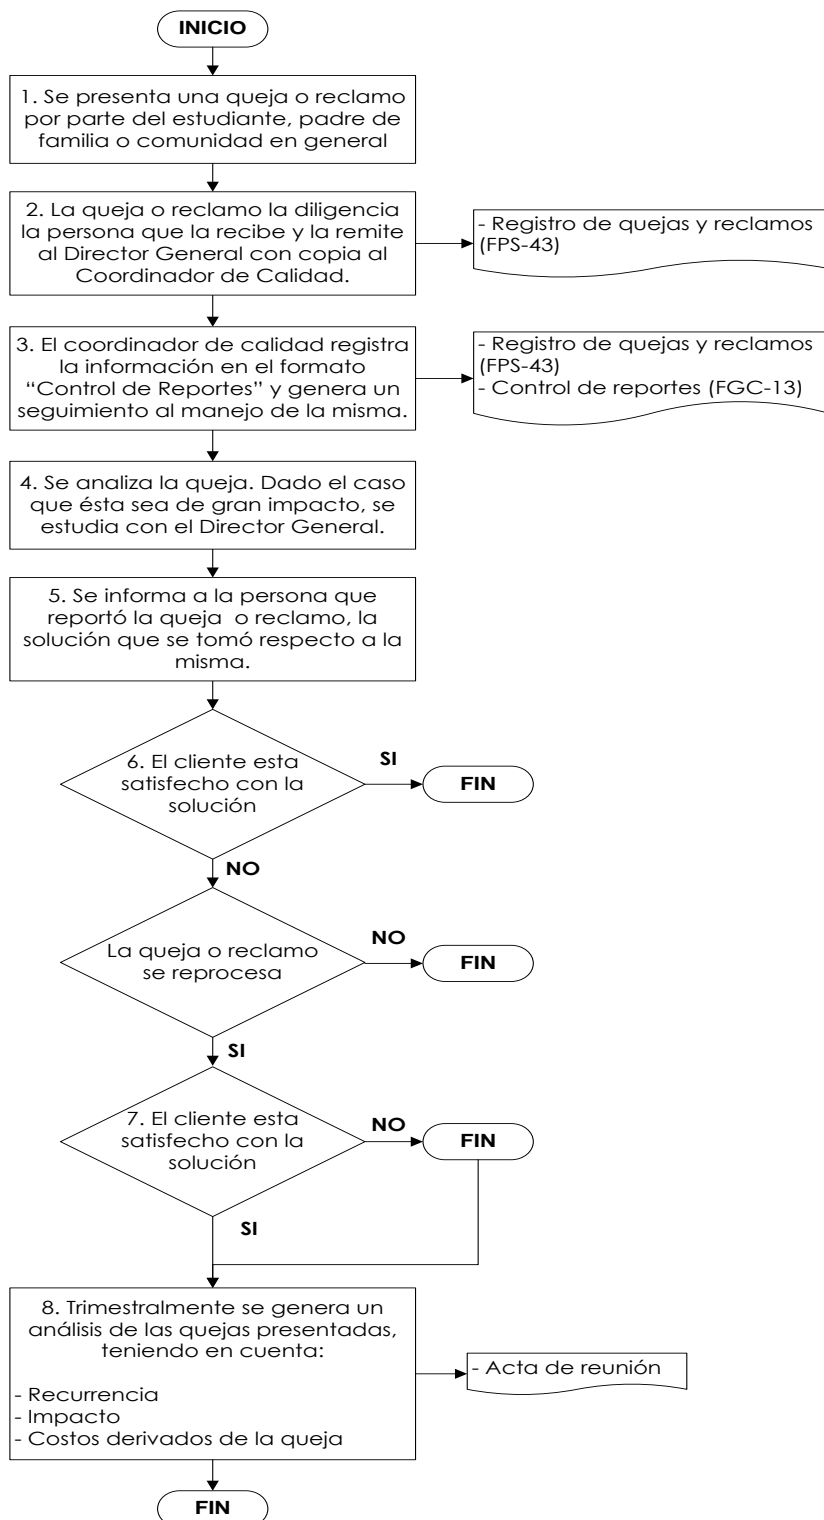 INICIO
1. Se presenta una queja o reclamo
por parte del estudiante, padre de
familia o comunidad en general
2. La queja o reclamo la diligencia
la persona que la recibe y la remite
al Director General con copia al
Coordinador de Calidad.
- Registro de quejas y reclamos
(FPS-43)
3. El coordinador de calidad registra
la información en el formato
“Control de Reportes” y genera un
seguimiento al manejo de la misma.
- Registro de quejas y reclamos
(FPS-43)
- Control de reportes (FGC-13)
4. Se analiza la queja. Dado el caso
que ésta sea de gran impacto, se
estudia con el Director General.
5. Se informa a la persona que
reportó la queja  o reclamo, la
solución que se tomó respecto a la
misma.
6. El cliente esta
satisfecho con la
solución
SI
FIN
NO
La queja o reclamo
se reprocesa
NO
FIN
SI
7. El cliente esta
satisfecho con la
solución
NO
FIN
SI
8. Trimestralmente se genera un
análisis de las quejas presentadas,
teniendo en cuenta:
- Recurrencia
- Impacto
- Costos derivados de la queja
- Acta de reunión
FIN